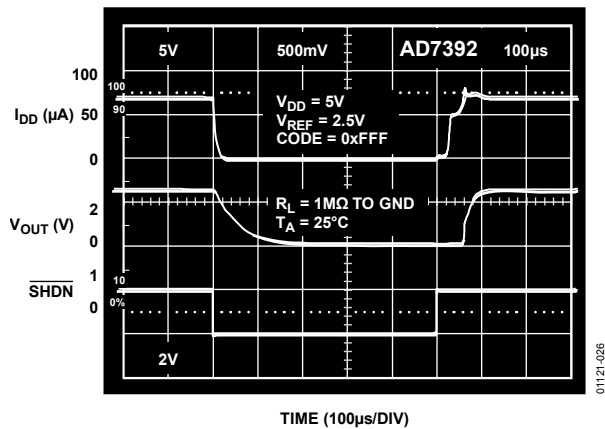 5V 500mV AD7392 100µs
100
100
90
I_DD (µA) 50
V_DD = 5V
V_REF = 2.5V
CODE = 0xFFF
0
2
V_OUT (V)
0
R_L = 1MΩ TO GND
T_A = 25°C
1
10
SHDN
0
0%
2V
01121-026
TIME (100µs/DIV)